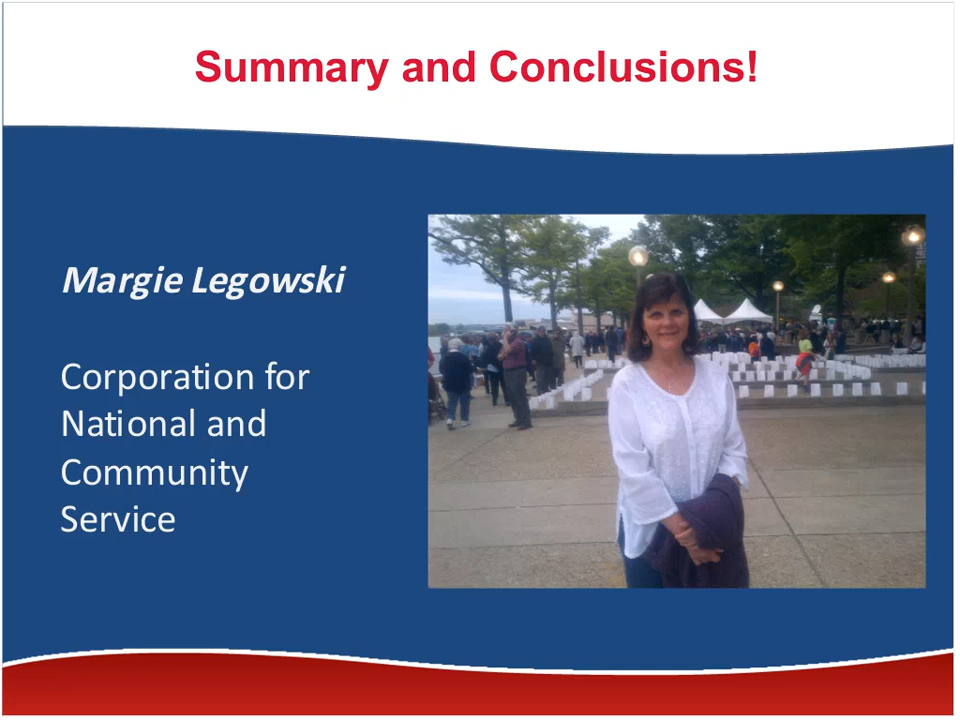 Summary and Conclusions!
Margie Legowski
Corporation for
National and
Community
Service